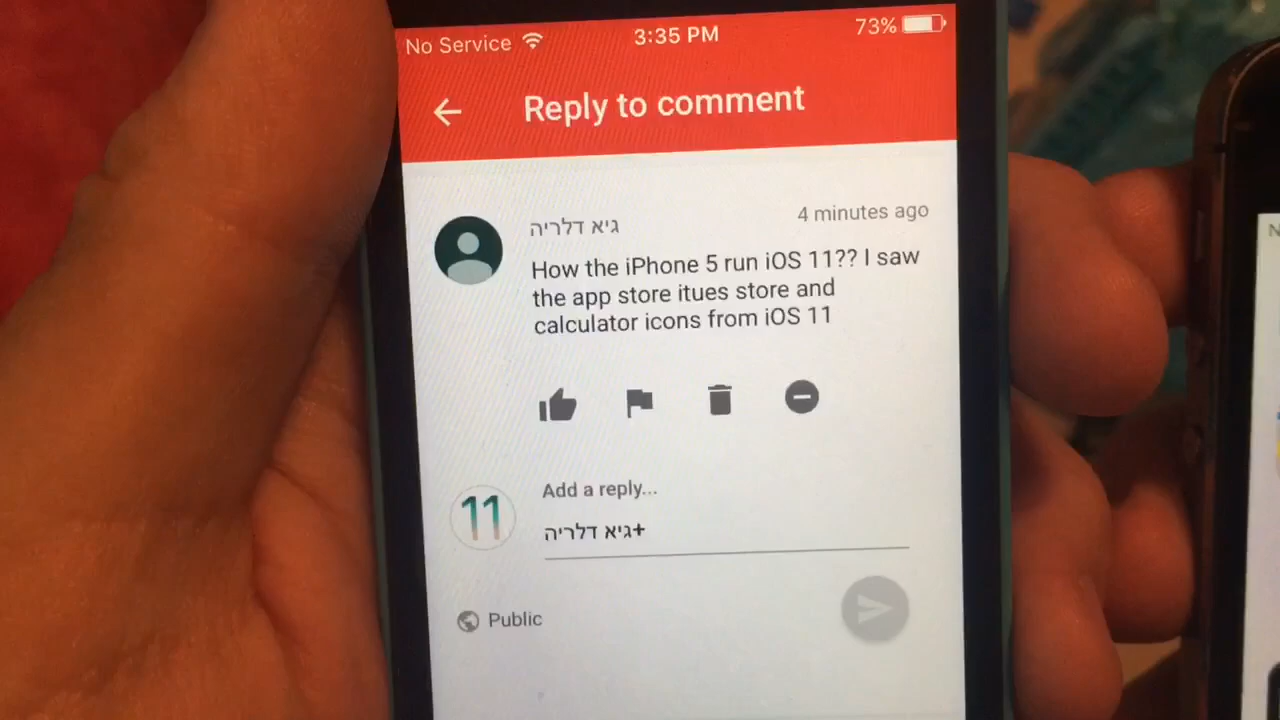 No Service 3:35 PM 73%
Reply to comment
גיא דלריה 4 minutes ago
How the iPhone 5 run iOS 11?? I saw
the app store itues store and
calculator icons from iOS 11
Add a reply...
11
+גיא דלריה
Public
N